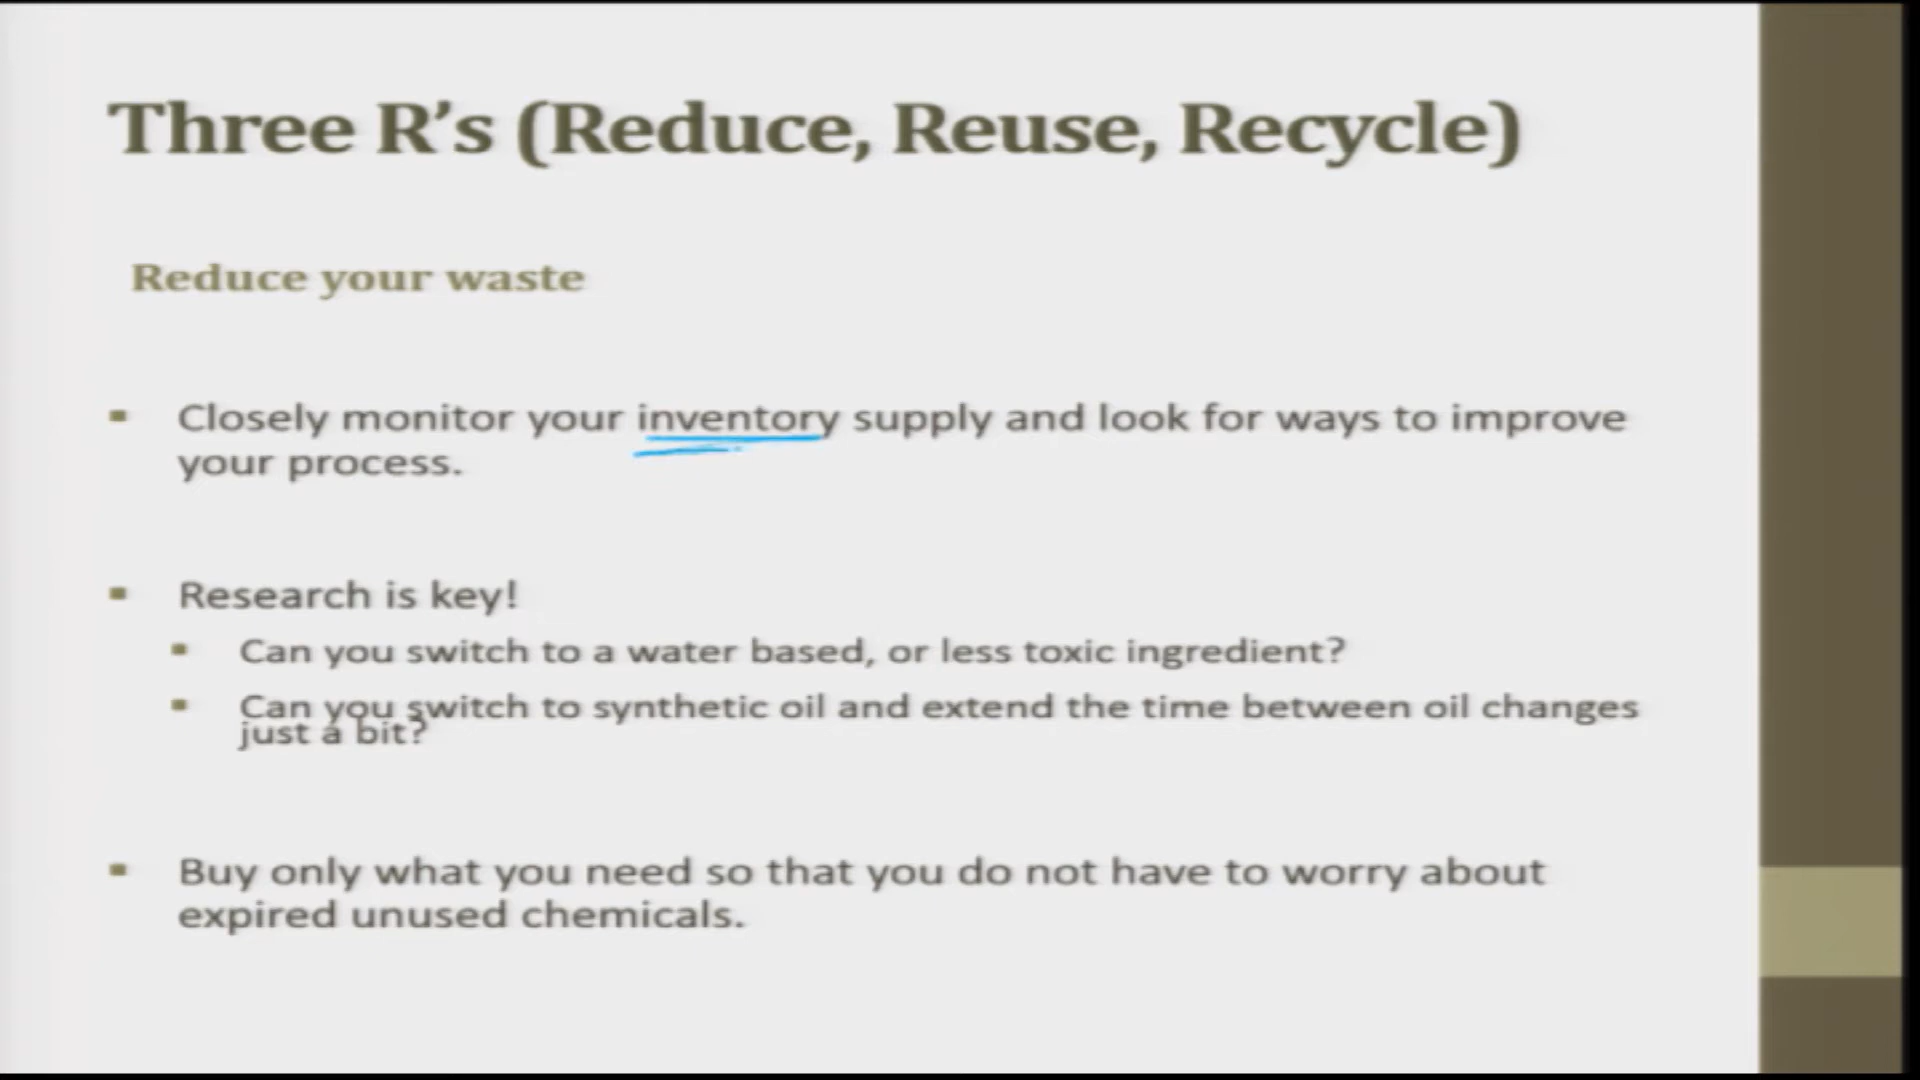 Three R’s (Reduce, Reuse, Recycle)
Reduce your waste
Closely monitor your inventory supply and look for ways to improve
your process.
Research is key!
Can you switch to a water based, or less toxic ingredient?
Can you switch to synthetic oil and extend the time between oil changes
just a bit?
Buy only what you need so that you do not have to worry about
expired unused chemicals.